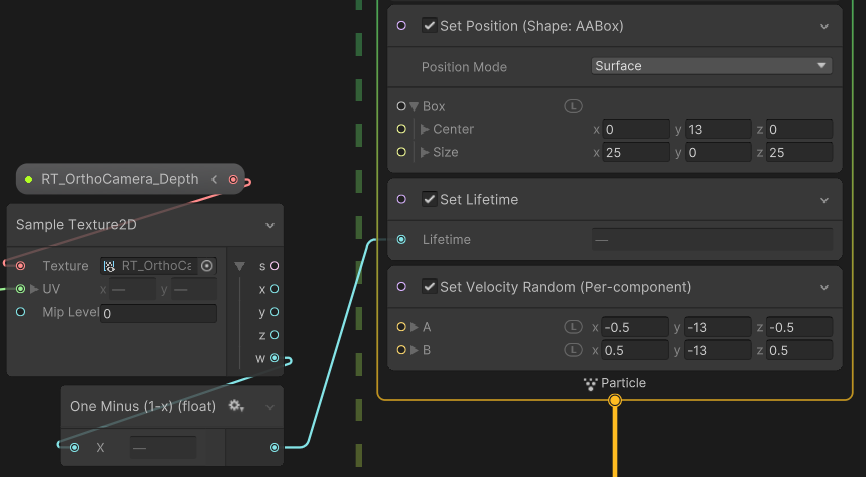 Set Position (Shape: AABox)
Position Mode Surface
Box L
Center x 0 y 13 z 0
Size x 25 y 0 z 25
RT_OrthoCamera_Depth
Set Lifetime
Sample Texture2D
Lifetime —
Texture RT_OrthoCa s
UV x — y — x
Set Velocity Random (Per-component)
Mip Level 0 y
A L x -0.5 y -13 z -0.5
z
B L x 0.5 y -13 z 0.5
w
Particle
One Minus (1-x) (float)
X —